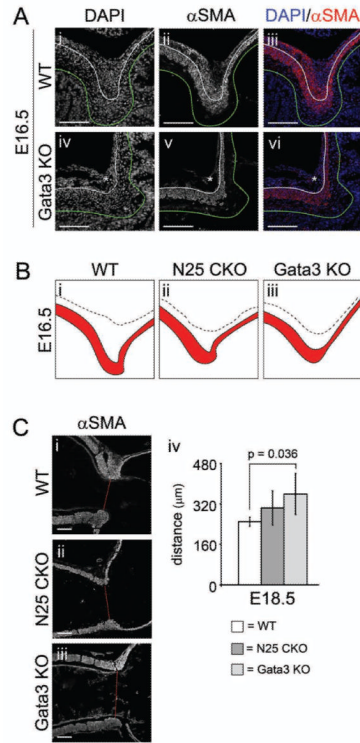 A
DAPI αSMA DAPI/αSMA
E16.5
WT
i ii iii
*
Gata3 KO
iv v vi
* *
B
WT N25 CKO Gata3 KO
E16.5
i ii iii
C
αSMA
WT
i
N25 CKO
ii
Gata3 KO
iii
iv
p = 0.036
distance (μm)
480
320
160
0
E18.5
= WT
= N25 CKO
= Gata3 KO